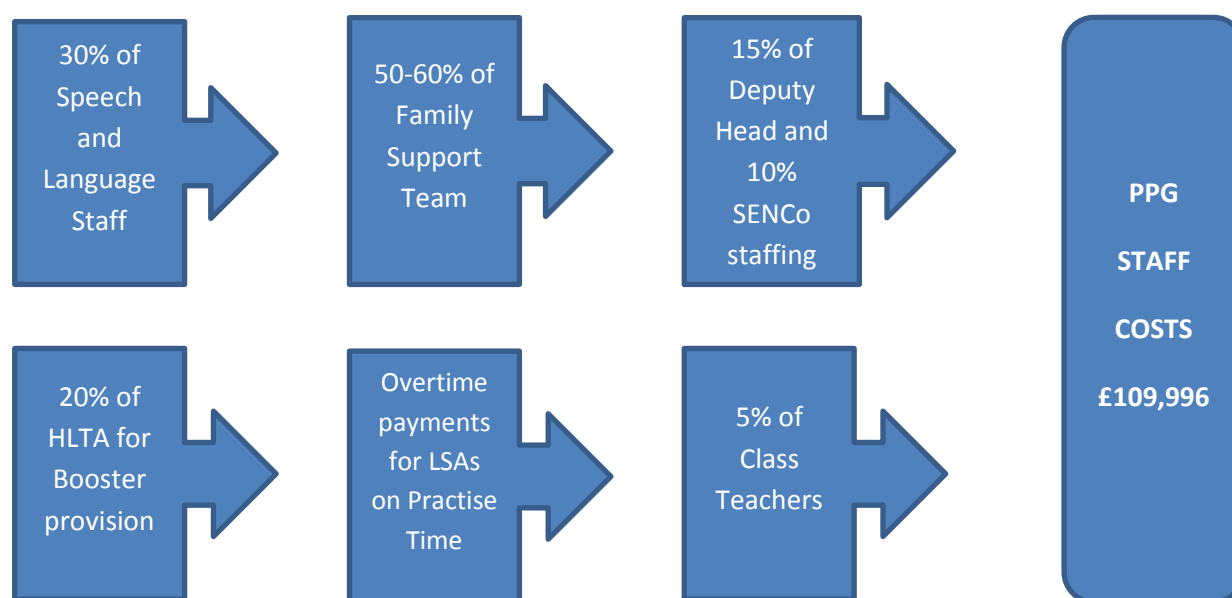 30% of
Speech
and
Language
Staff
50-60% of
Family
Support
Team
15% of
Deputy
Head and
10%
SENCo
staffing
20% of
HLTA for
Booster
provision
Overtime
payments
for LSAs
on Practise
Time
5% of
Class
Teachers
PPG
STAFF
COSTS
£109,996